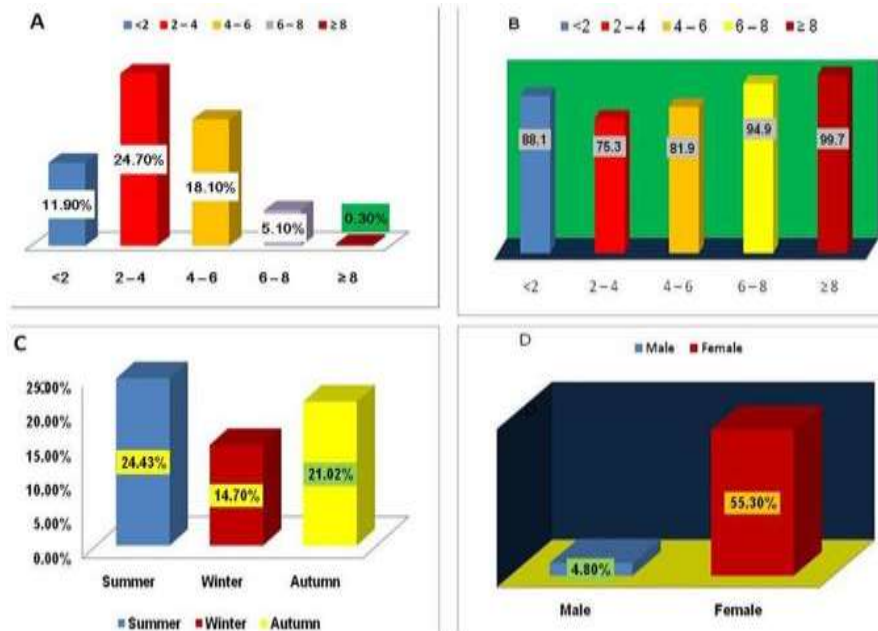 A
<2 2 – 4 4 – 6 6 – 8 ≥ 8
11.90%
24.70%
18.10%
5.10%
0.30%
<2 2 – 4 4 – 6 6 – 8 ≥ 8
B
<2 2 – 4 4 – 6 6 – 8 ≥ 8
88.1
75.3
81.9
94.9
99.7
<2 2 – 4 4 – 6 6 – 8 ≥ 8
C
20.00%
15.00%
10.00%
5.00%
0.00%
24.43%
14.70%
21.02%
Summer Winter Autumn
Summer Winter Autumn
D
Male Female
4.80%
55.30%
Male Female